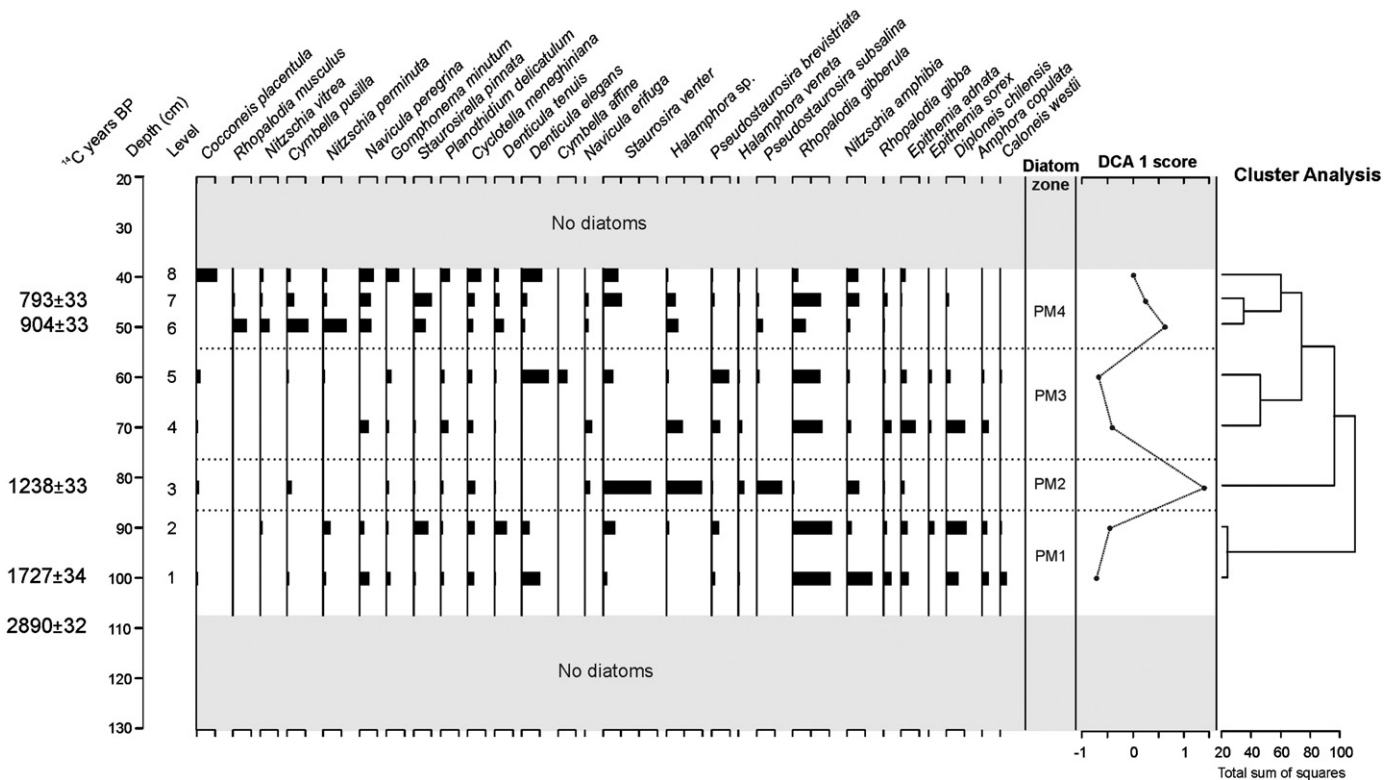 ¹⁴C years BP
Depth (cm)
Level
Cocconeis placentula
Rhopalodia musculus
Nitzschia vitrea
Cymbella pusilla
Nitzschia perminuta
Navicula peregrina
Gomphonema minutum
Staurosirella pinnata
Planothidium delicatulum
Cyclotella meneghiniana
Denticula tenuis
Denticula elegans
Cymbella affine
Navicula erifuga
Staurosira venter
Halamphora sp.
Pseudostaurosira brevistriata
Halamphora veneta
Pseudostaurosira subsalina
Rhopalodia gibberula
Nitzschia amphibia
Rhopalodia gibba
Epithemia adnata
Epithemia sorex
Diploneis chilensis
Amphora copulata
Caloneis westii
Diatom zone
DCA 1 score
Cluster Analysis
20
30
No diatoms
40 8
793±33 7 PM4
904±33 50 6
60 5
PM3
70 4
80
1238±33 3 PM2
90 2
PM1
1727±34 100 1
2890±32 110
No diatoms
120
130
-1 0 1
20 40 60 80 100
Total sum of squares